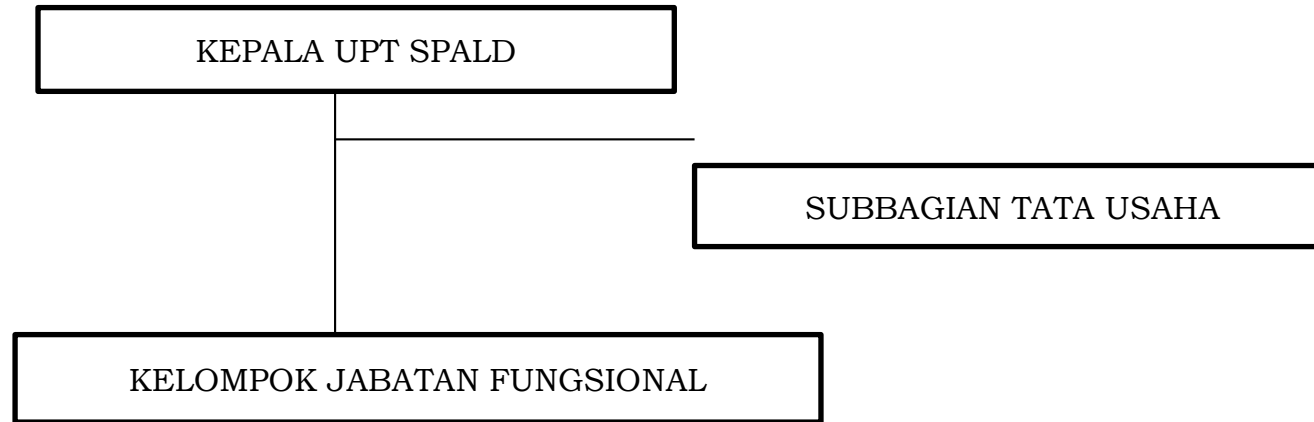 KEPALA UPT SPALD
SUBBAGIAN TATA USAHA
KELOMPOK JABATAN FUNGSIONAL